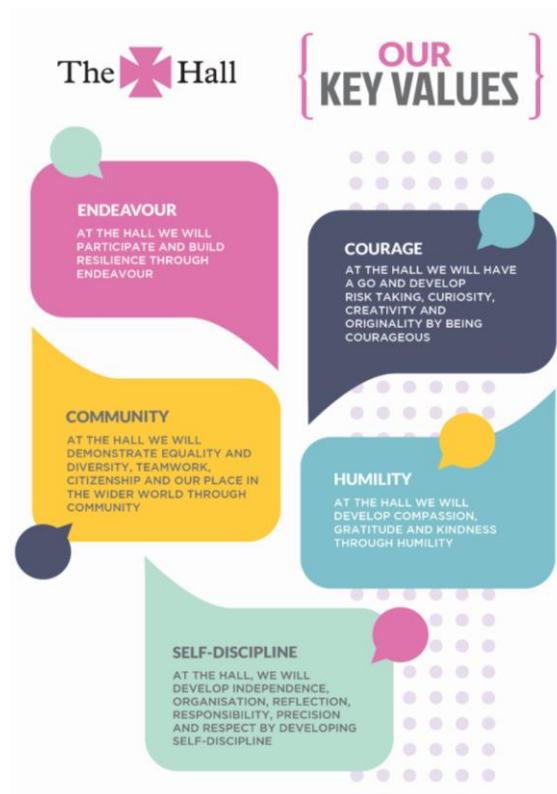 The Hall
OUR
KEY VALUES
ENDEAVOUR
AT THE HALL WE WILL
PARTICIPATE AND BUILD
RESILIENCE THROUGH
ENDEAVOUR
COURAGE
AT THE HALL WE WILL HAVE
A GO AND DEVELOP
RISK TAKING, CURIOSITY,
CREATIVITY AND
ORIGINALITY BY BEING
COURAGEOUS
COMMUNITY
AT THE HALL WE WILL
DEMONSTRATE EQUALITY AND
DIVERSITY, TEAMWORK,
CITIZENSHIP AND OUR PLACE IN
THE WIDER WORLD THROUGH
COMMUNITY
HUMILITY
AT THE HALL WE WILL
DEVELOP COMPASSION,
GRATITUDE AND KINDNESS
THROUGH HUMILITY
SELF-DISCIPLINE
AT THE HALL, WE WILL
DEVELOP INDEPENDENCE,
ORGANISATION, REFLECTION,
RESPONSIBILITY, PRECISION
AND RESPECT BY DEVELOPING
SELF-DISCIPLINE